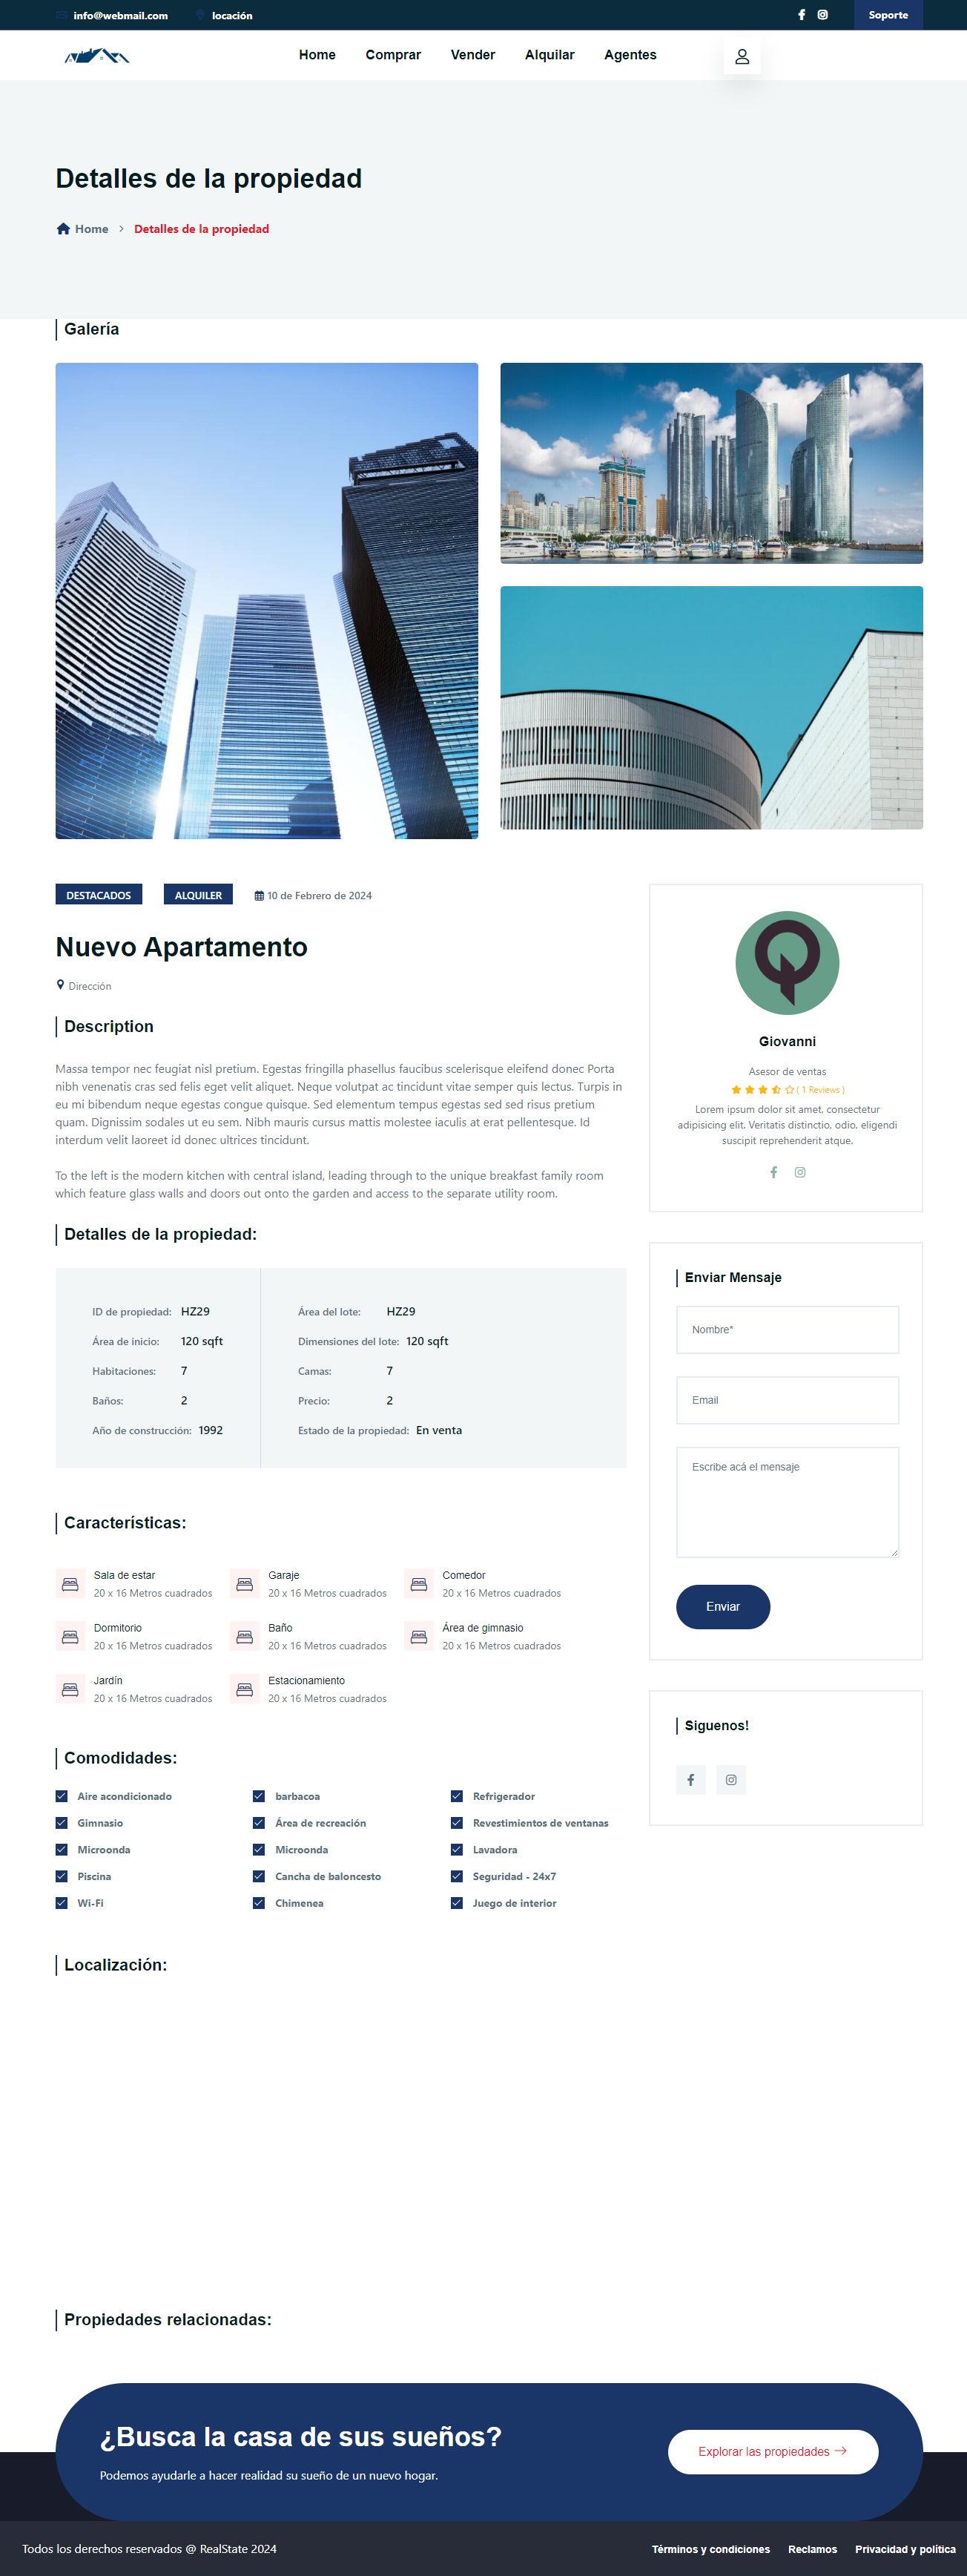 info@webmail.com locación Soporte
Home Comprar Vender Alquilar Agentes
Detalles de la propiedad
Home > Detalles de la propiedad
Galería
DESTACADOS ALQUILER 10 de Febrero de 2024
Nuevo Apartamento
Dirección
Description
Massa tempor nec feugiat nisl pretium. Egestas fringilla phasellus faucibus scelerisque eleifend donec Porta
nibh venenatis cras sed felis eget velit aliquet. Neque volutpat ac tincidunt vitae semper quis lectus. Turpis in
eu mi bibendum neque egestas congue quisque. Sed elementum tempus egestas sed sed risus pretium
quam. Dignissim sodales ut eu sem. Nibh mauris cursus mattis molestee iaculis at erat pellentesque. Id
interdum velit laoreet id donec ultrices tincidunt.
To the left is the modern kitchen with central island, leading through to the unique breakfast family room
which feature glass walls and doors out onto the garden and access to the separate utility room.
Detalles de la propiedad:
ID de propiedad: HZ29
Área de inicio: 120 sqft
Habitaciones: 7
Baños: 2
Año de construcción: 1992
Área del lote: HZ29
Dimensiones del lote: 120 sqft
Camas: 7
Precio: 2
Estado de la propiedad: En venta
Características:
Sala de estar
20 x 16 Metros cuadrados
Garaje
20 x 16 Metros cuadrados
Comedor
20 x 16 Metros cuadrados
Dormitorio
20 x 16 Metros cuadrados
Baño
20 x 16 Metros cuadrados
Área de gimnasio
20 x 16 Metros cuadrados
Jardín
20 x 16 Metros cuadrados
Estacionamiento
20 x 16 Metros cuadrados
Comodidades:
Aire acondicionado
Gimnasio
Microonda
Piscina
Wi-Fi
barbacoa
Área de recreación
Microonda
Cancha de baloncesto
Chimenea
Refrigerador
Revestimientos de ventanas
Lavadora
Seguridad - 24x7
Juego de interior
Localización:
Propiedades relacionadas:
Giovanni
Asesor de ventas
( 1 Reviews )
Lorem ipsum dolor sit amet, consectetur
adipisicing elit. Veritatis distinctio, odio, eligendi
suscipit reprehenderit atque.
Enviar Mensaje
Nombre*
Email
Escribe acá el mensaje
Enviar
Siguenos!
¿Busca la casa de sus sueños?
Podemos ayudarle a hacer realidad su sueño de un nuevo hogar.
Explorar las propiedades
Todos los derechos reservados @ RealState 2024
Términos y condiciones Reclamos Privacidad y política